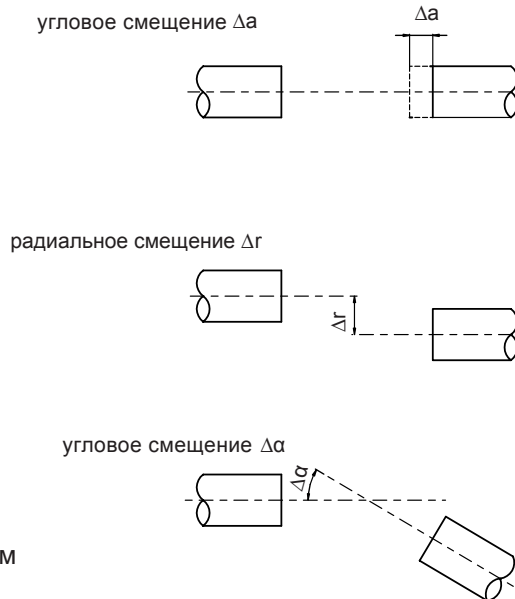 угловое смещение Δa
Δa
радиальное смещение Δr
Δr
угловое смещение Δα
Δα
м